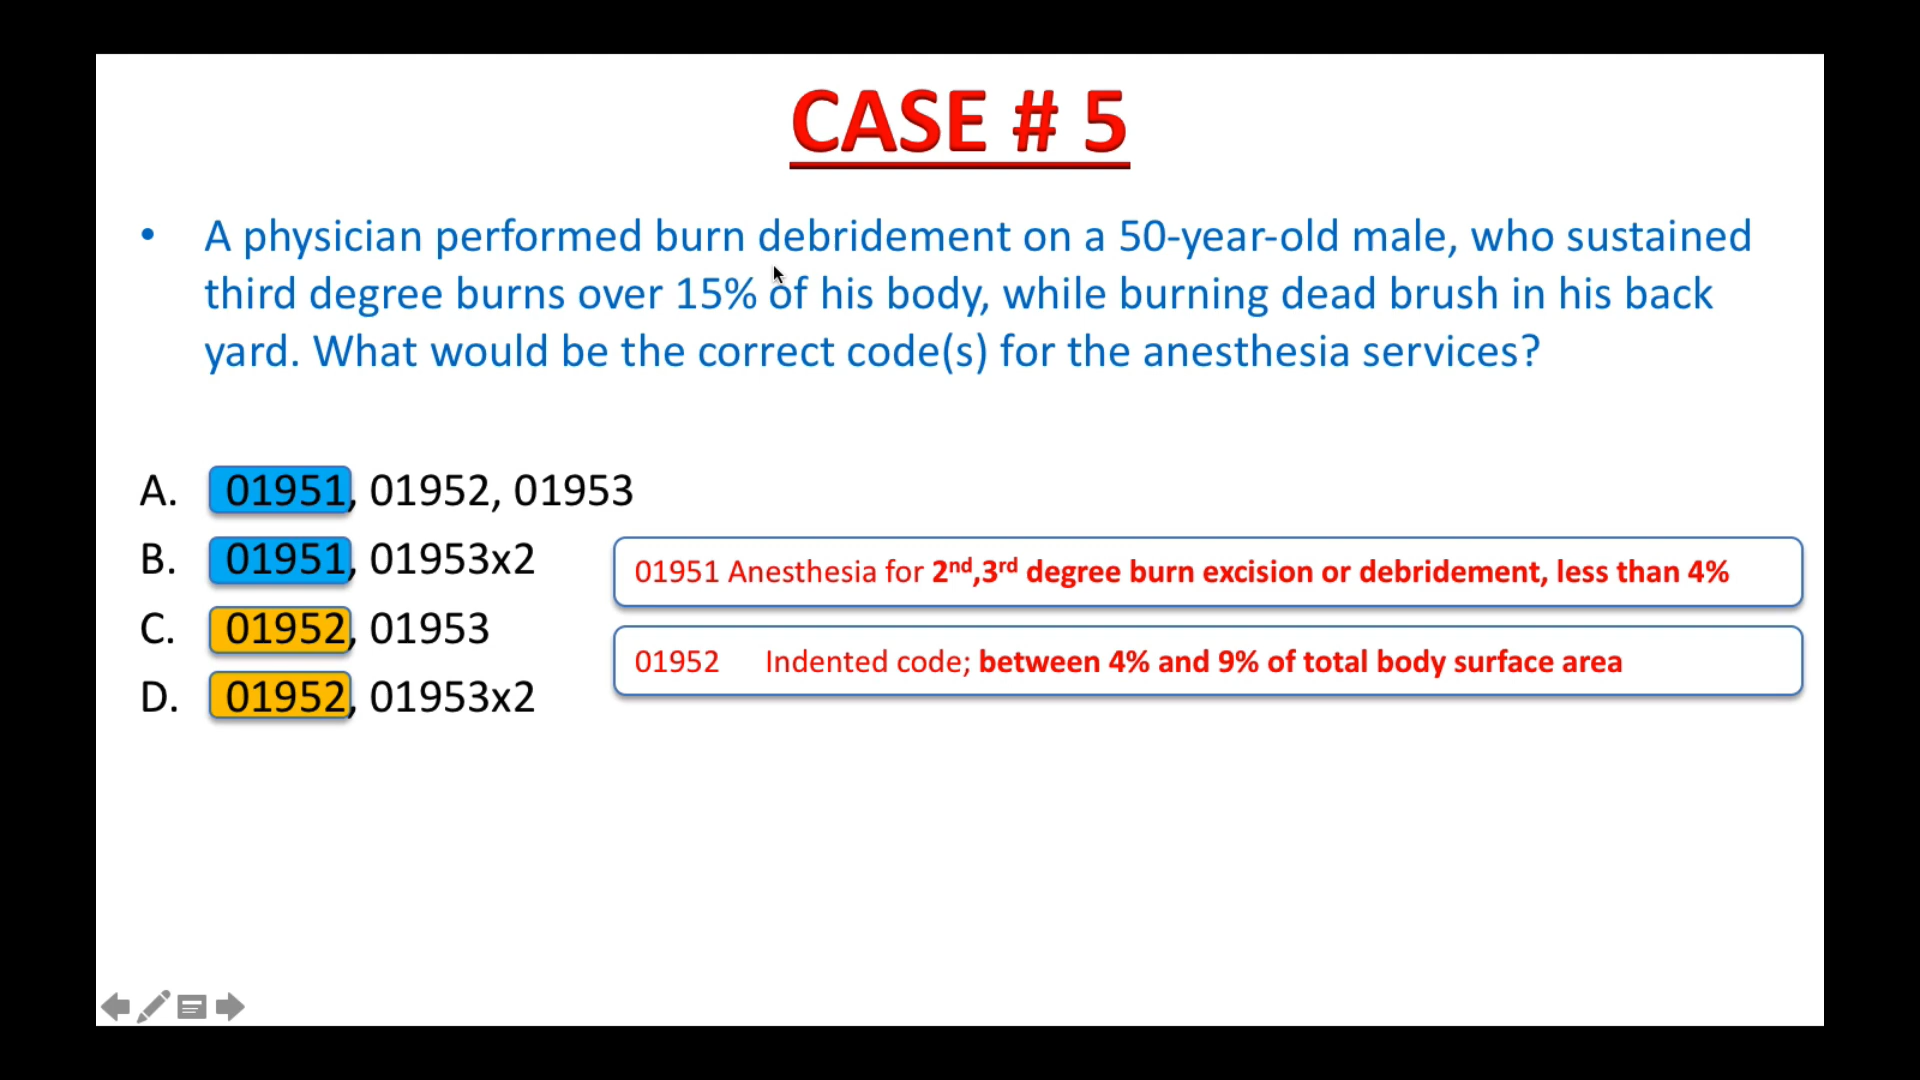 CASE # 5
• A physician performed burn debridement on a 50-year-old male, who sustained
third degree burns over 15% of his body, while burning dead brush in his back
yard. What would be the correct code(s) for the anesthesia services?
A. 01951, 01952, 01953
B. 01951, 01953x2
01951 Anesthesia for 2nd,3rd degree burn excision or debridement, less than 4%
C. 01952, 01953
01952 Indented code; between 4% and 9% of total body surface area
D. 01952, 01953x2